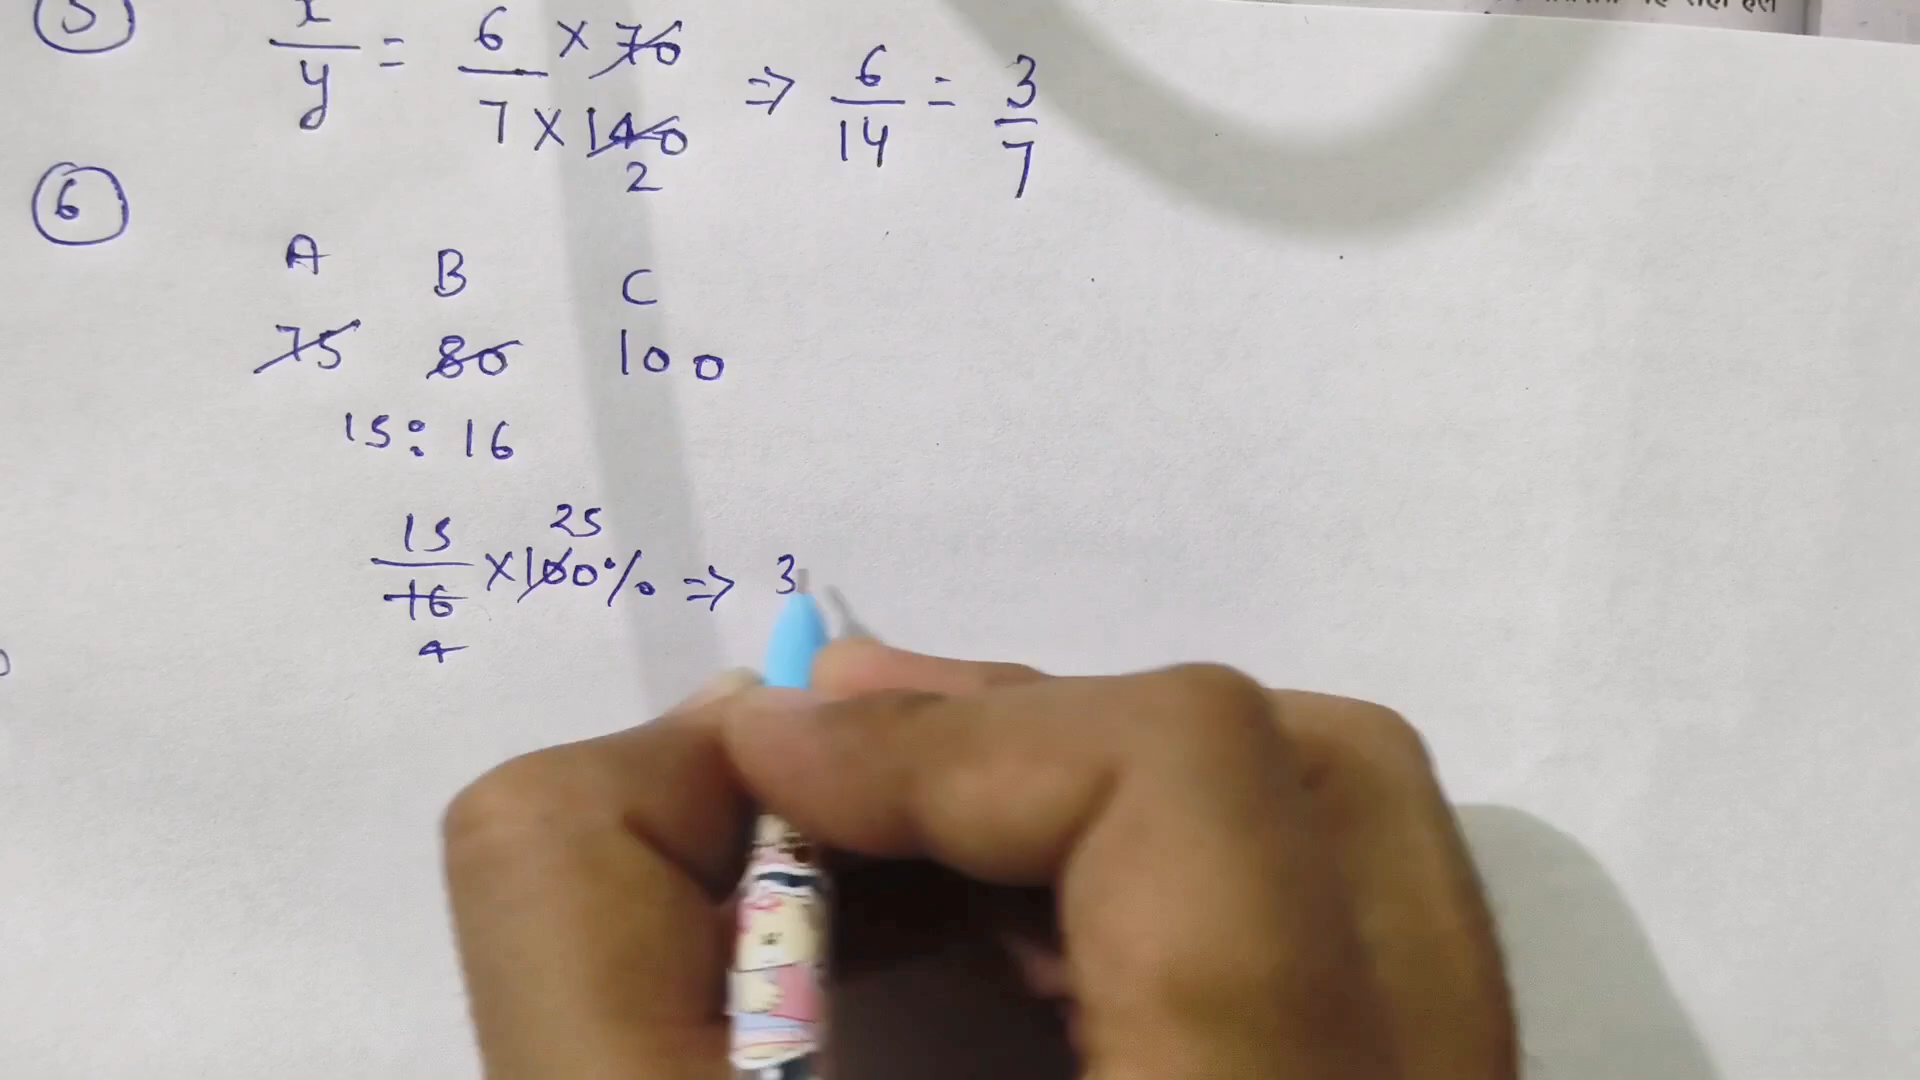 5
x/y = 6 × 70 / 7 × 140 ⇒ 6/14 = 3/7
2
6
A B C
75 80 100
15 : 16
25
15/16 × 100% ⇒ 3
4